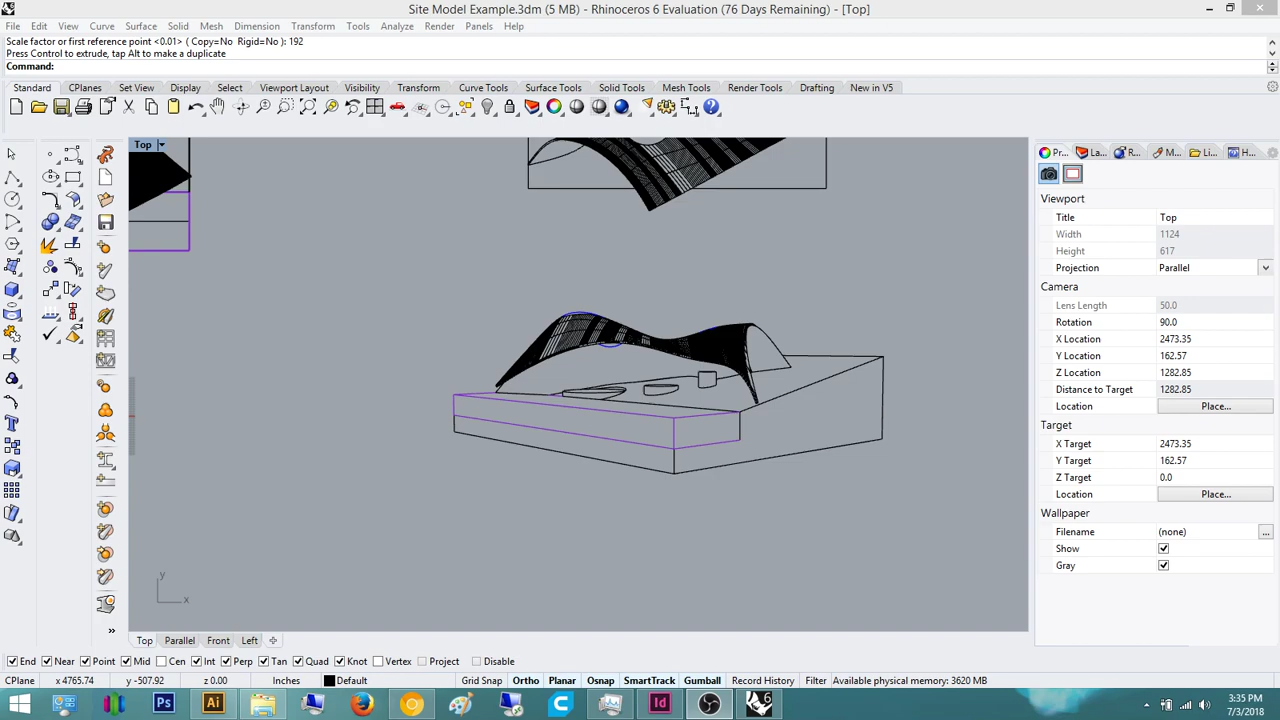 Site Model Example.3dm (5 MB) - Rhinoceros 6 Evaluation (76 Days Remaining) - [Top]
File Edit View Curve Surface Solid Mesh Dimension Transform Tools Analyze Render Panels Help
Scale factor or first reference point <0.01> ( Copy=No Rigid=No ): 192
Press Control to extrude, tap Alt to make a duplicate
Command:
Standard CPlanes Set View Display Select Viewport Layout Visibility Transform Curve Tools Surface Tools Solid Tools Mesh Tools Render Tools Drafting New in V5
Top
Pr... La... R... M... Li... H...
Viewport
Title Top
Width 1124
Height 617
Projection Parallel
Camera
Lens Length 50.0
Rotation 90.0
X Location 2473.35
Y Location 162.57
Z Location 1282.85
Distance to Target 1282.85
Location Place...
Target
X Target 2473.35
Y Target 162.57
Z Target 0.0
Location Place...
Wallpaper
Filename (none) ...
Show
Gray
y
x
Top Parallel Front Left
End Near Point Mid Cen Int Perp Tan Quad Knot Vertex Project Disable
CPlane x 4765.74 y -507.92 z 0.00 Inches Default Grid Snap Ortho Planar Osnap SmartTrack Gumball Record History Filter Available physical memory: 3620 MB
Ps Ai Id 6
3:35 PM
7/3/2018